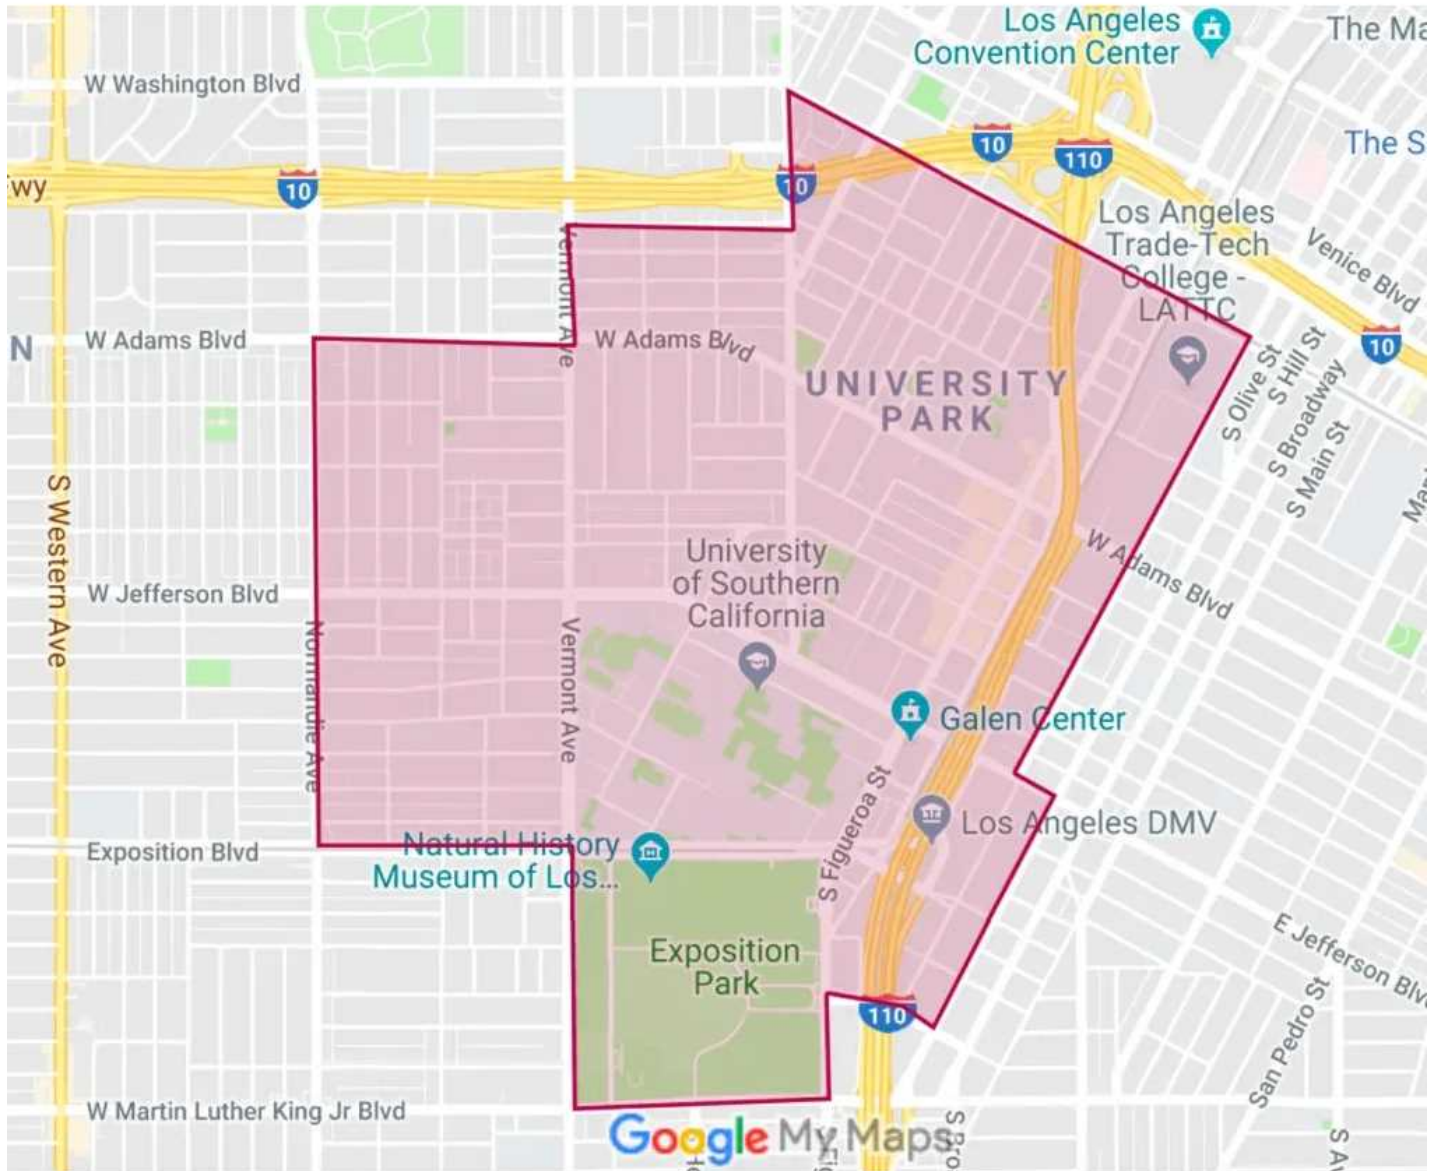 Los Angeles
Convention Center
The Ma
W Washington Blvd
10
110
The S
wy
10
10
Los Angeles
Trade-Tech
College -
LATTC
Venice Blvd
Vermont Ave
N
W Adams Blvd
W Adams Blvd
10
UNIVERSITY
PARK
S Olive St
S Hill St
S Broadway
S Main St
S Western Ave
University
of Southern
California
W Adams Blvd
W Jefferson Blvd
Normandie Ave
Vermont Ave
Galen Center
S Figueroa St
Los Angeles DMV
Exposition Blvd
Natural History
Museum of Los...
Exposition
Park
E Jefferson Blv
110
San Pedro St
W Martin Luther King Jr Blvd
Google My Maps
S Bro
S Av